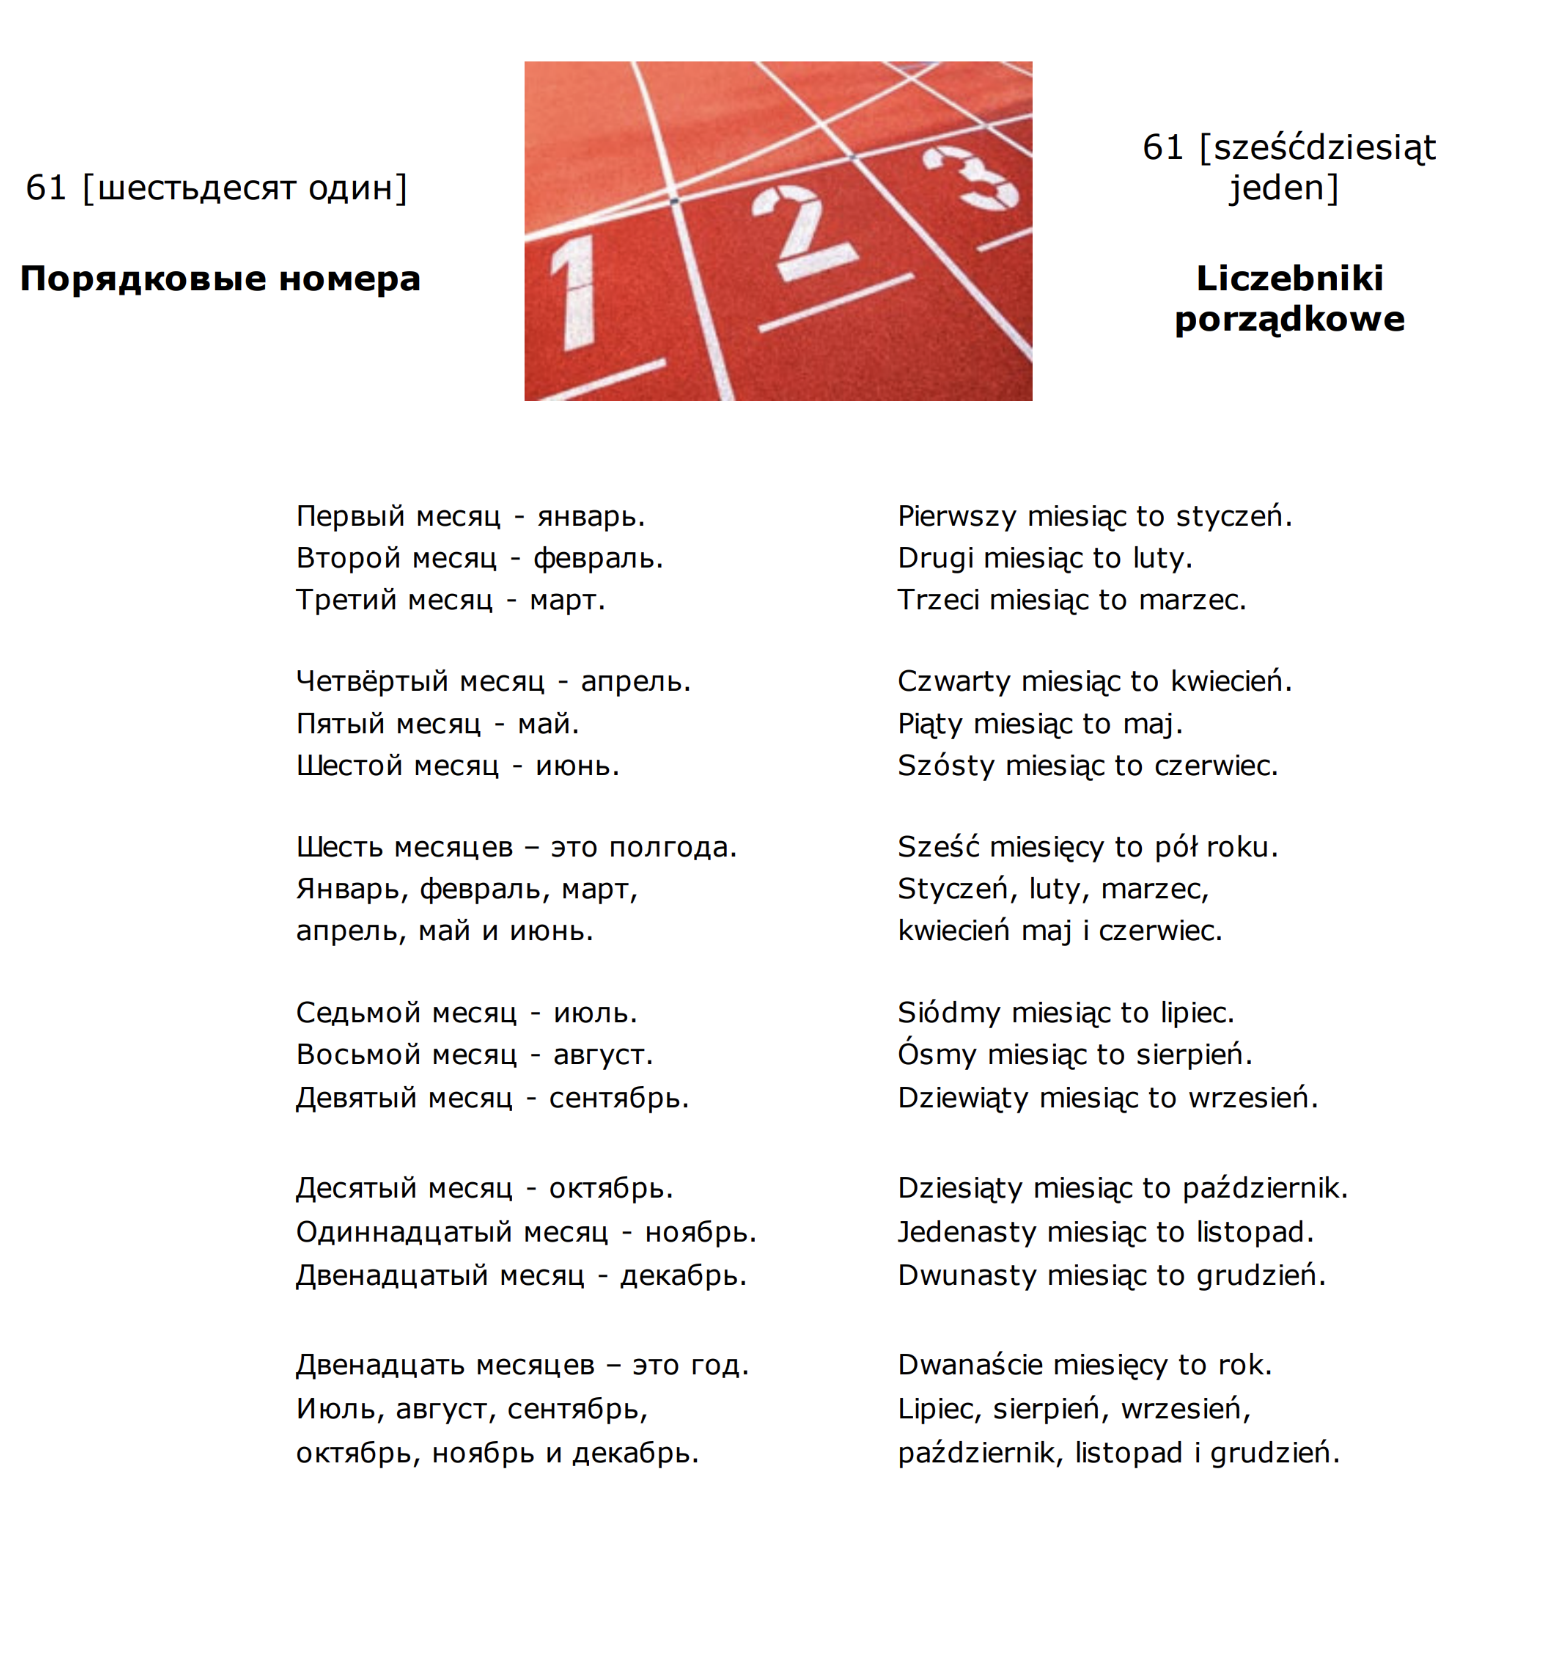 61 [шестьдесят один]
Порядковые номера
1
2
3
61 [sześćdziesiąt
jeden]
Liczebniki
porządkowe
Первый месяц - январь.
Второй месяц - февраль.
Третий месяц - март.
Pierwszy miesiąc to styczeń.
Drugi miesiąc to luty.
Trzeci miesiąc to marzec.
Четвёртый месяц - апрель.
Пятый месяц - май.
Шестой месяц - июнь.
Czwarty miesiąc to kwiecień.
Piąty miesiąc to maj.
Szósty miesiąc to czerwiec.
Шесть месяцев – это полгода.
Январь, февраль, март,
апрель, май и июнь.
Sześć miesięcy to pół roku.
Styczeń, luty, marzec,
kwiecień maj i czerwiec.
Седьмой месяц - июль.
Восьмой месяц - август.
Девятый месяц - сентябрь.
Siódmy miesiąc to lipiec.
Ósmy miesiąc to sierpień.
Dziewiąty miesiąc to wrzesień.
Десятый месяц - октябрь.
Одиннадцатый месяц - ноябрь.
Двенадцатый месяц - декабрь.
Dziesiąty miesiąc to październik.
Jedenasty miesiąc to listopad.
Dwunasty miesiąc to grudzień.
Двенадцать месяцев – это год.
Июль, август, сентябрь,
октябрь, ноябрь и декабрь.
Dwanaście miesięcy to rok.
Lipiec, sierpień, wrzesień,
październik, listopad i grudzień.